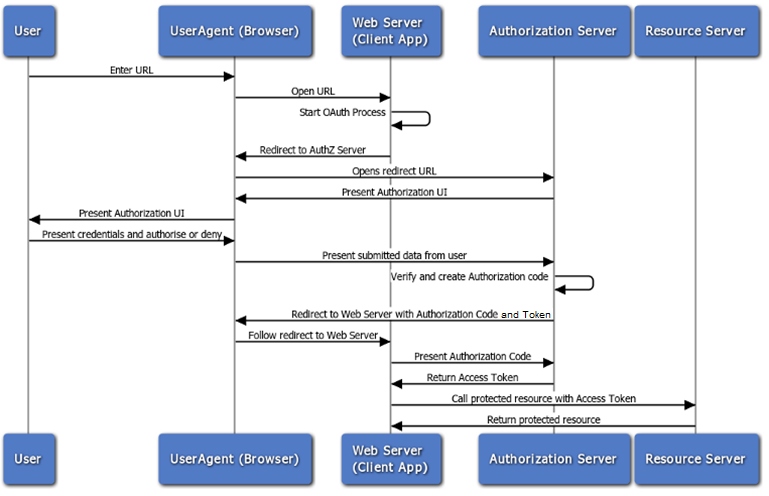 User
UserAgent (Browser)
Web Server
(Client App)
Authorization Server
Resource Server
Enter URL
Open URL
Start OAuth Process
Redirect to AuthZ Server
Opens redirect URL
Present Authorization UI
Present Authorization UI
Present credentials and authorise or deny
Present submitted data from user
Verify and create Authorization code
Redirect to Web Server with Authorization Code and Token
Follow redirect to Web Server
Present Authorization Code
Return Access Token
Call protected resource with Access Token
Return protected resource
User
UserAgent (Browser)
Web Server
(Client App)
Authorization Server
Resource Server